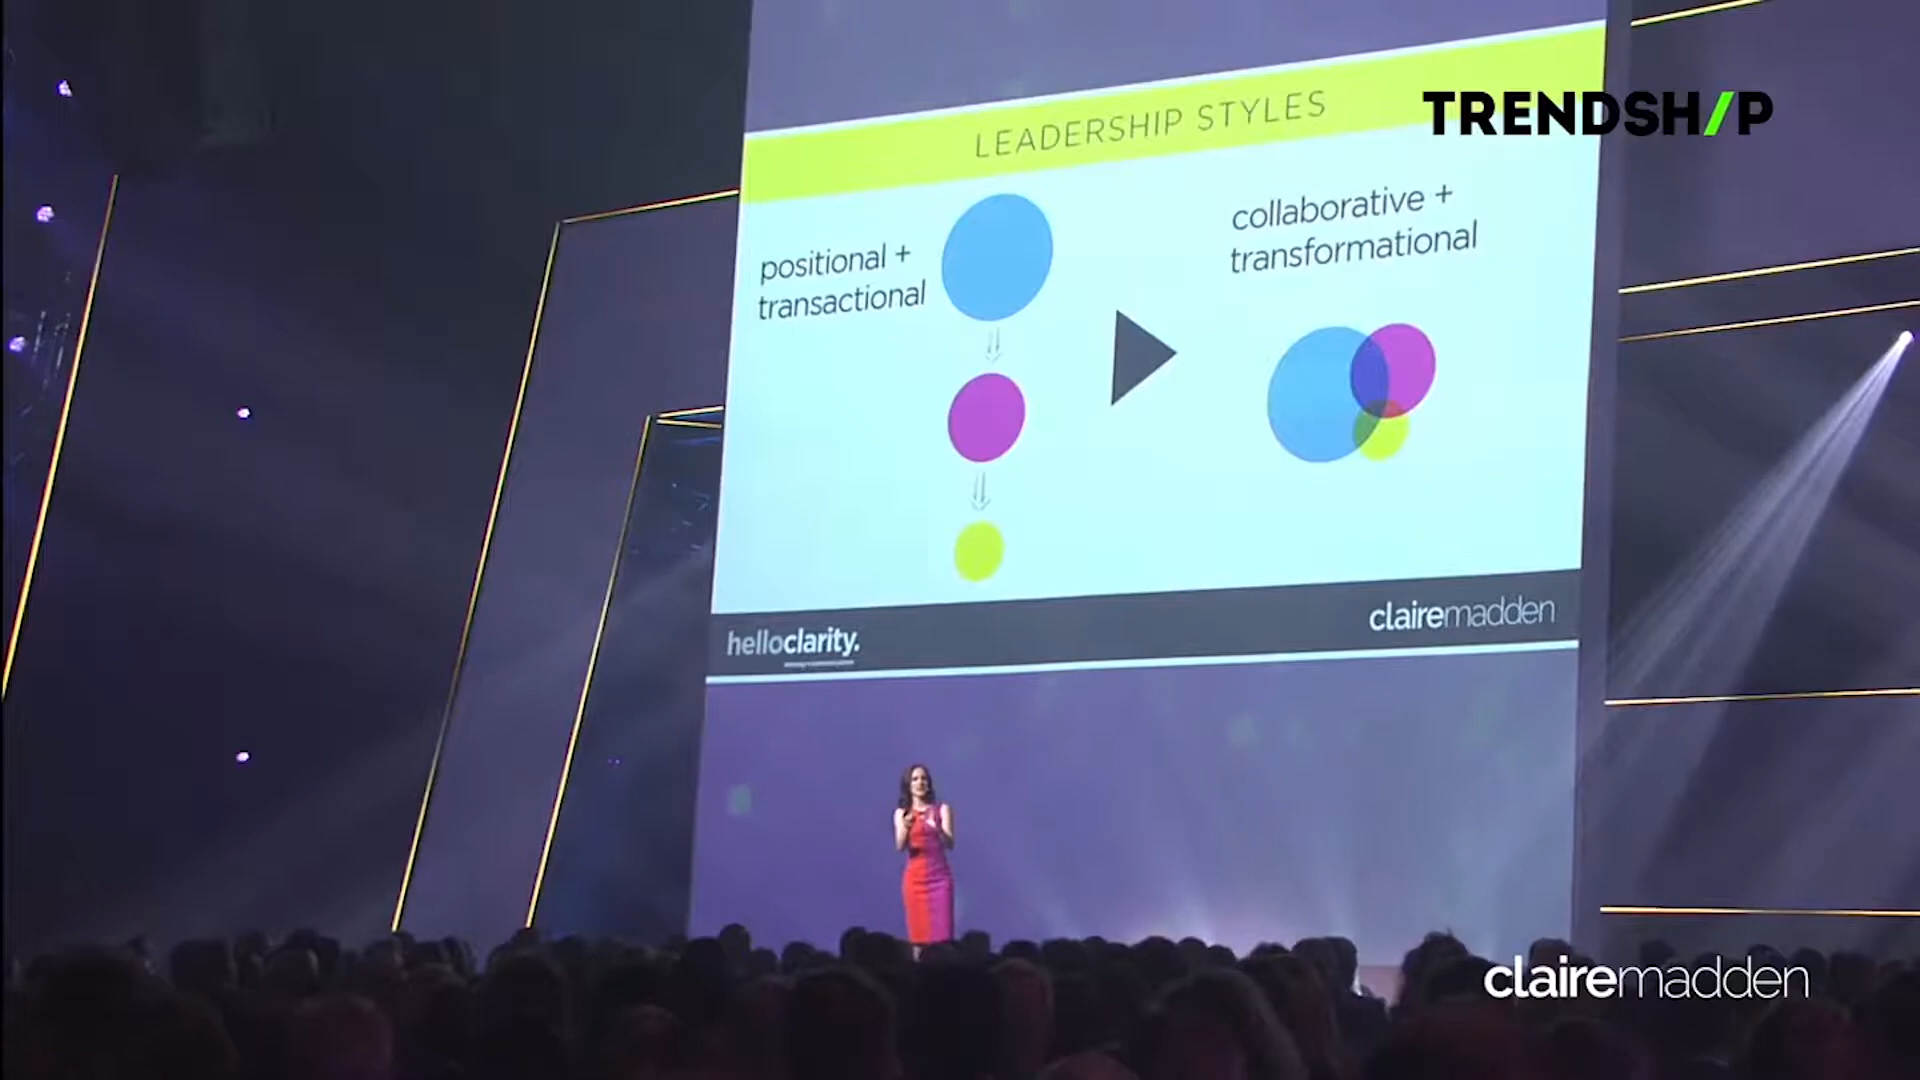 TRENDSH/P
LEADERSHIP STYLES
positional +
transactional
collaborative +
transformational
helloclarity.
clairemadden
clairemadden